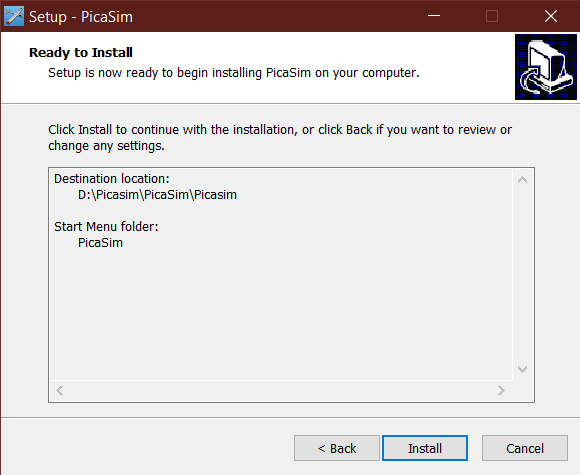 Setup - PicaSim
Ready to Install
Setup is now ready to begin installing PicaSim on your computer.
Click Install to continue with the installation, or click Back if you want to review or
change any settings.
Destination location:
D:\Picasim\PicaSim\Picasim
Start Menu folder:
PicaSim
< Back
Install
Cancel